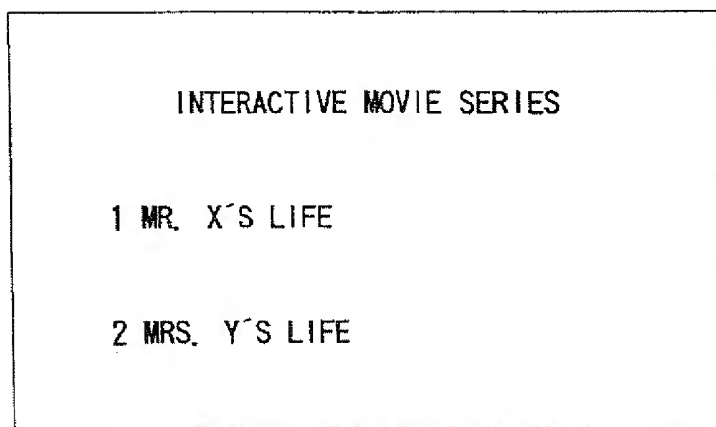 INTERACTIVE MOVIE SERIES
1 MR. X´S LIFE
2 MRS. Y´S LIFE